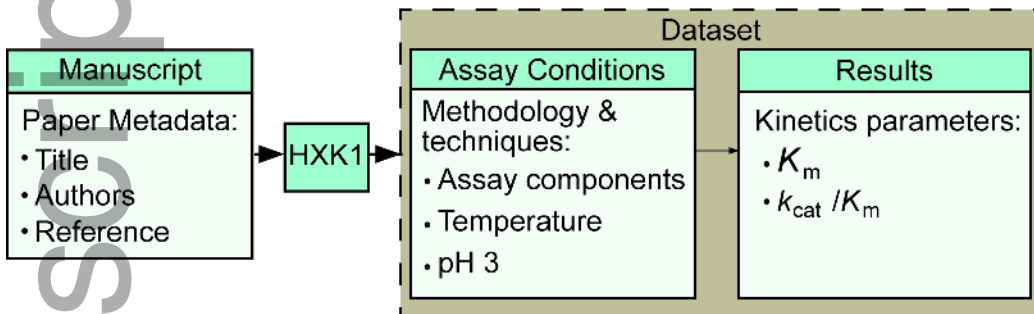 Dataset
Manuscript
Paper Metadata:
• Title
• Authors
• Reference
HXK1
Assay Conditions
Methodology &
techniques:
• Assay components
• Temperature
• pH 3
Results
Kinetics parameters:
• Km
• kcat /Km
scrip